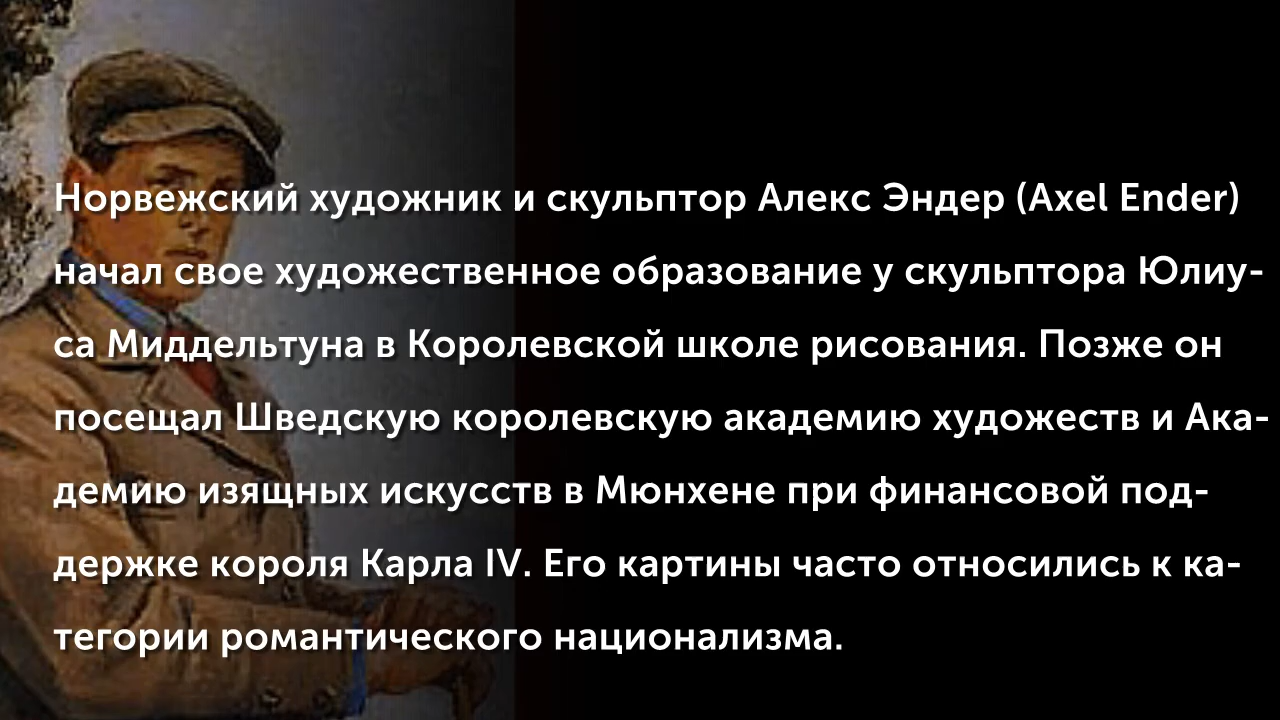 Норвежский художник и скульптор Алекс Эндер (Axel Ender)
начал свое художественное образование у скульптора Юлиу-
са Миддельтуна в Королевской школе рисования. Позже он
посещал Шведскую королевскую академию художеств и Ака-
демию изящных искусств в Мюнхене при финансовой под-
держке короля Карла IV. Его картины часто относились к ка-
тегории романтического национализма.